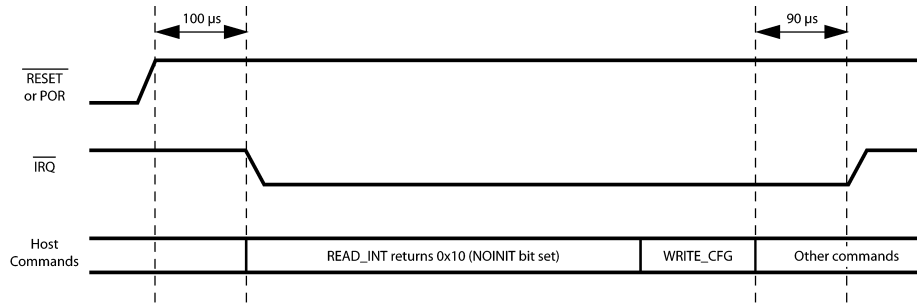 100 µs
90 µs
RESET
or POR
IRQ
Host
Commands
READ_INT returns 0x10 (NOINIT bit set)
WRITE_CFG
Other commands